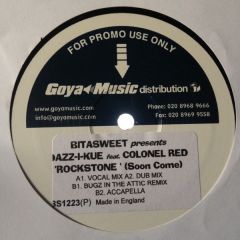 FOR PROMO USE ONLY
Goya Music distribution
WEBSITE:
www.goyamusic.com
info@goyamusic.com
Phone: 020 8968 9666
Fax: 020 8969 9558
BITASWEET presents
DAZZ-I-KUE feat. COLONEL RED
'ROCKSTONE ' (Soon Come)
A1. VOCAL MIX A2. DUB MIX
B1. BUGZ IN THE ATTIC REMIX
B2. ACCAPELLA
BS1223(P) Made in England